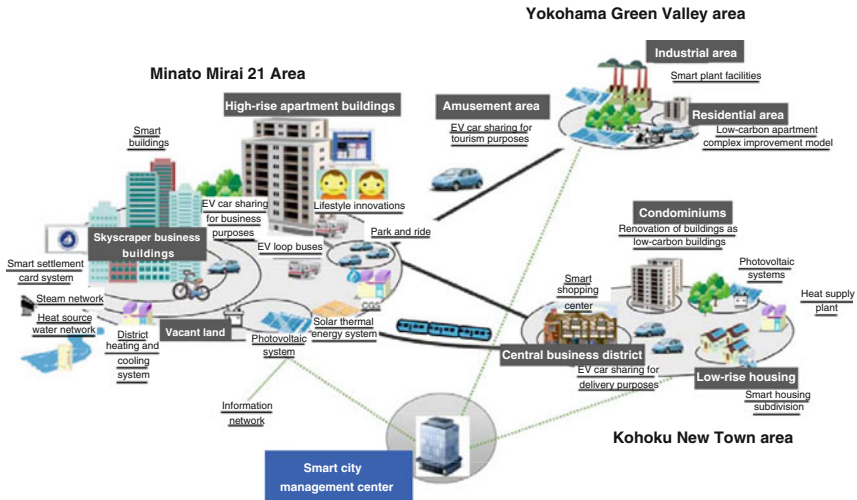 Yokohama Green Valley area
Industrial area
Smart plant facilities
Residential area
Low-carbon apartment
complex improvement model
Amusement area
EV car sharing for
tourism purposes
Minato Mirai 21 Area
High-rise apartment buildings
Smart
buildings
Lifestyle innovations
EV car sharing
for business
purposes
Park and ride
EV loop buses
Skyscraper business
buildings
Smart settlement
card system
Steam network
Heat source
water network
District
heating and
cooling
system
Vacant land
Photovoltaic
system
CGS
Solar thermal
energy system
Information
network
Condominiums
Renovation of buildings as
low-carbon buildings
Photovoltaic
systems
Heat supply
plant
Smart
shopping
center
Central business district
EV car sharing for
delivery purposes
Low-rise housing
Smart housing
subdivision
Kohoku New Town area
Smart city
management center